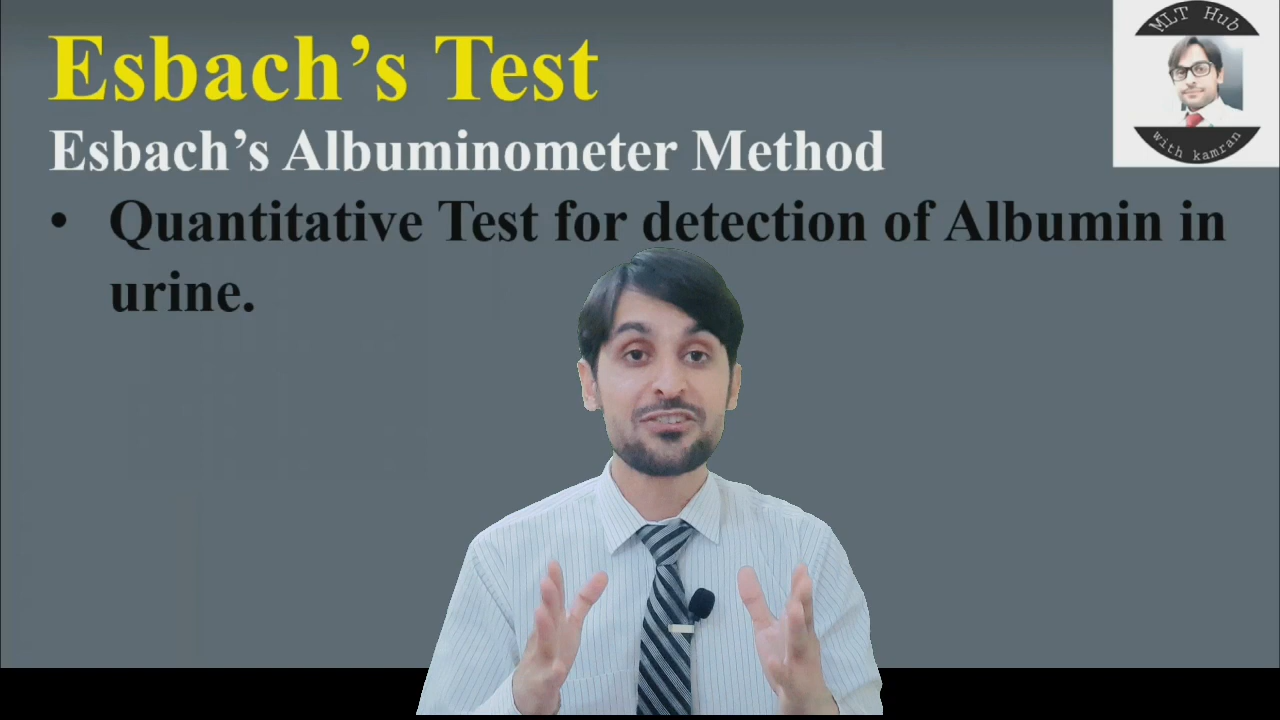 Esbach’s Test
Esbach’s Albuminometer Method
• Quantitative Test for detection of Albumin in
urine.
MLT Hub
with kamran